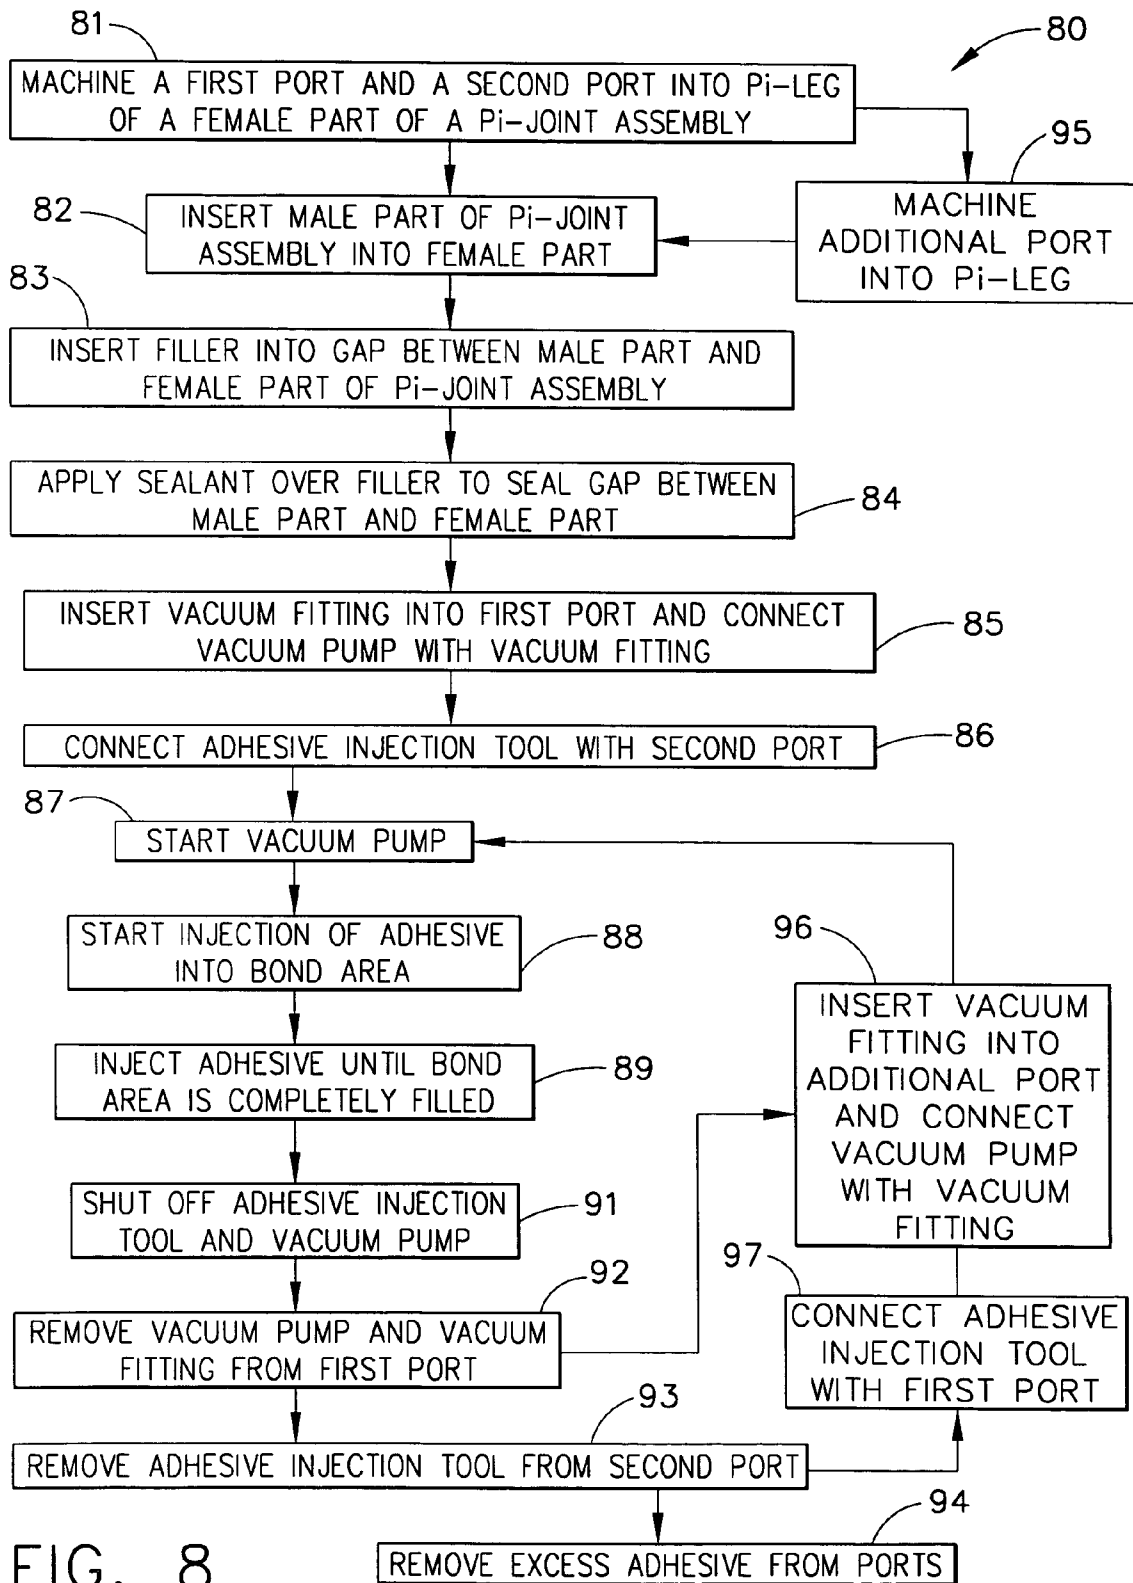 81
80
MACHINE A FIRST PORT AND A SECOND PORT INTO Pi-LEG
OF A FEMALE PART OF A Pi-JOINT ASSEMBLY
95
MACHINE
ADDITIONAL PORT
INTO Pi-LEG
82
INSERT MALE PART OF Pi-JOINT
ASSEMBLY INTO FEMALE PART
83
INSERT FILLER INTO GAP BETWEEN MALE PART AND
FEMALE PART OF Pi-JOINT ASSEMBLY
APPLY SEALANT OVER FILLER TO SEAL GAP BETWEEN
MALE PART AND FEMALE PART
84
INSERT VACUUM FITTING INTO FIRST PORT AND CONNECT
VACUUM PUMP WITH VACUUM FITTING
85
CONNECT ADHESIVE INJECTION TOOL WITH SECOND PORT
86
87
START VACUUM PUMP
START INJECTION OF ADHESIVE
INTO BOND AREA
88
INJECT ADHESIVE UNTIL BOND
AREA IS COMPLETELY FILLED
89
SHUT OFF ADHESIVE INJECTION
TOOL AND VACUUM PUMP
91
92
REMOVE VACUUM PUMP AND VACUUM
FITTING FROM FIRST PORT
96
INSERT VACUUM
FITTING INTO
ADDITIONAL PORT
AND CONNECT
VACUUM PUMP
WITH VACUUM
FITTING
97
CONNECT ADHESIVE
INJECTION TOOL
WITH FIRST PORT
93
REMOVE ADHESIVE INJECTION TOOL FROM SECOND PORT
94
REMOVE EXCESS ADHESIVE FROM PORTS
FIG. 8